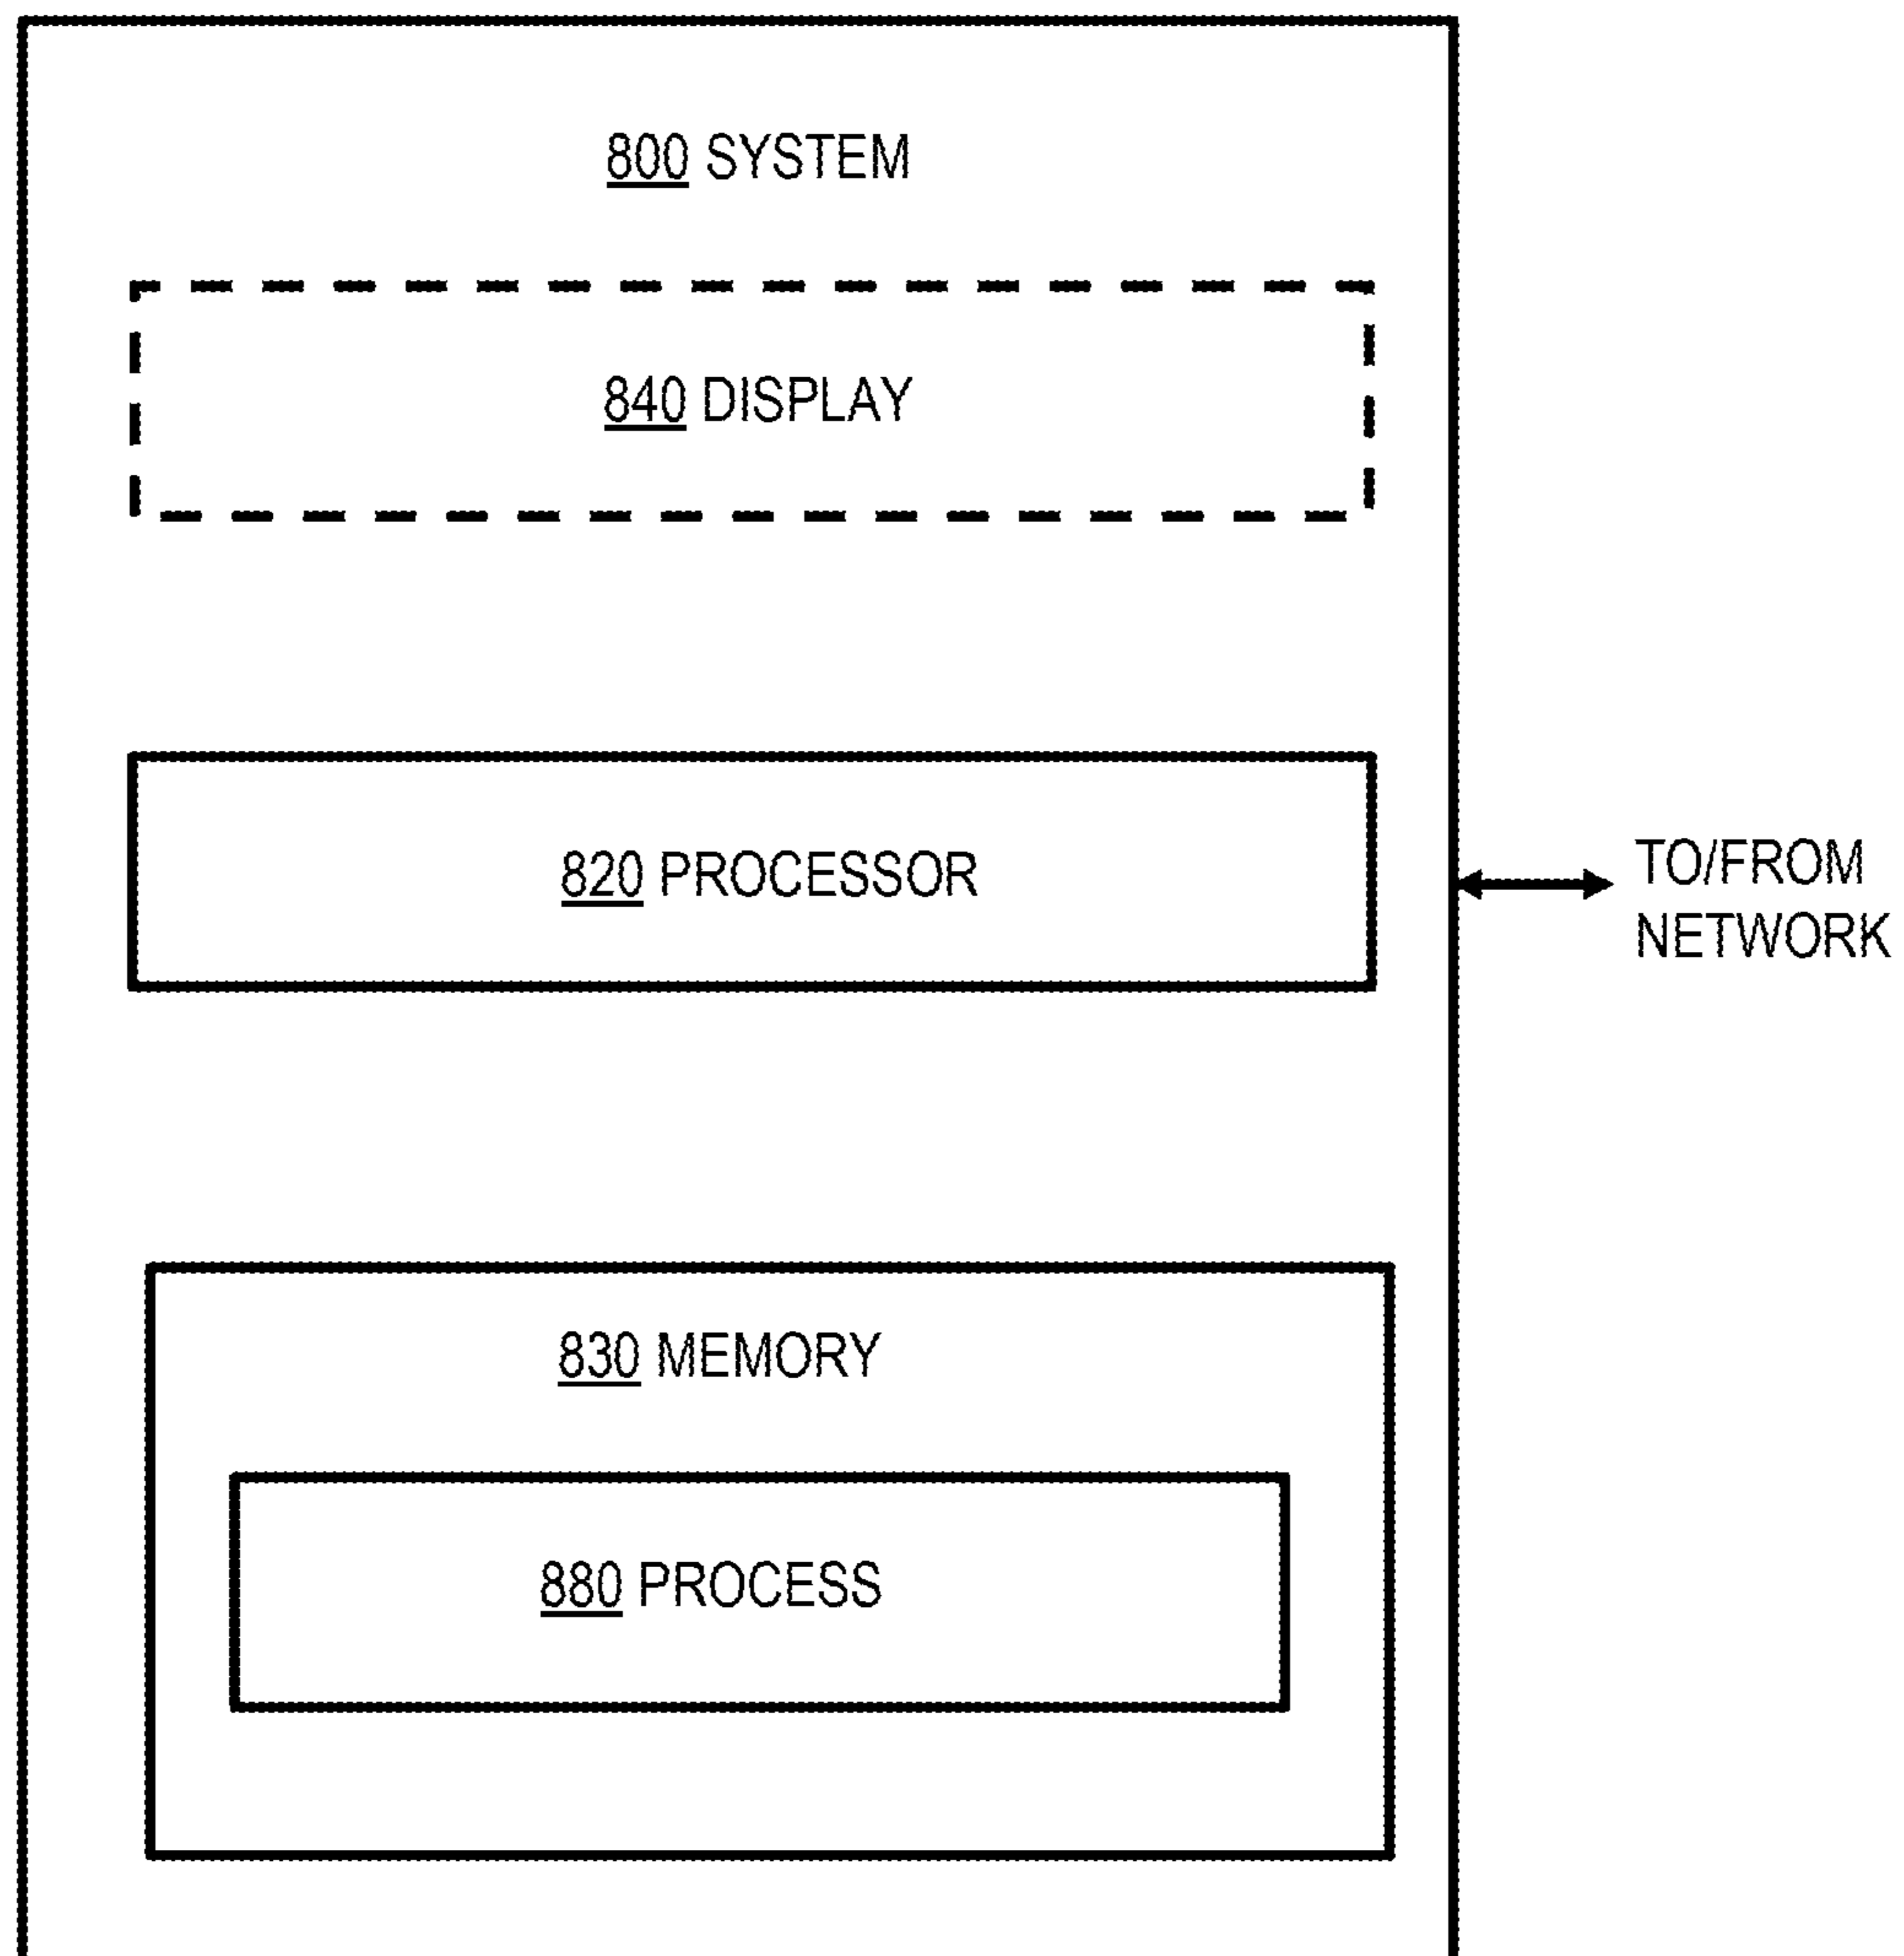 800 SYSTEM
840 DISPLAY
820 PROCESSOR
TO/FROM
NETWORK
830 MEMORY
880 PROCESS